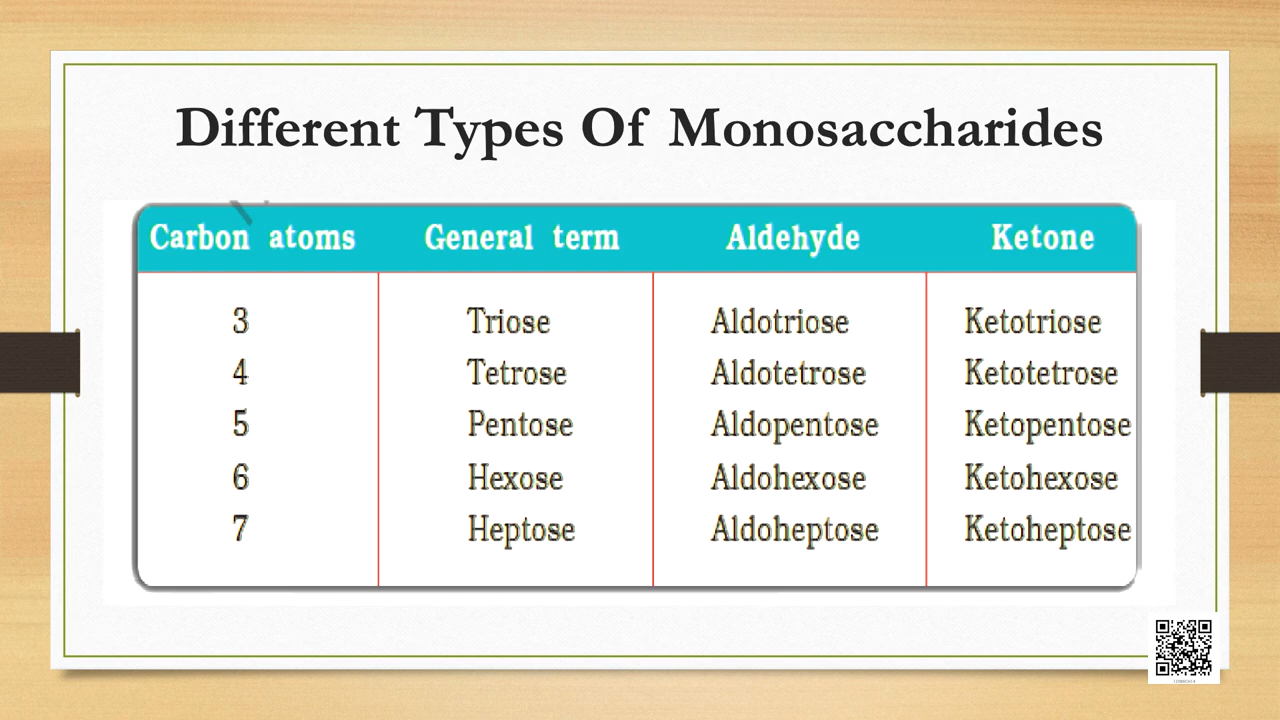 Different Types Of Monosaccharides
Carbon atoms General term Aldehyde Ketone
3 Triose Aldotriose Ketotriose
4 Tetrose Aldotetrose Ketotetrose
5 Pentose Aldopentose Ketopentose
6 Hexose Aldohexose Ketohexose
7 Heptose Aldoheptose Ketoheptose